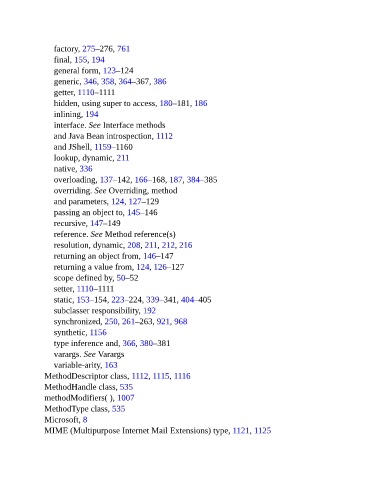 factory, 275–276, 761
final, 155, 194
general form, 123–124
generic, 346, 358, 364–367, 386
getter, 1110–1111
hidden, using super to access, 180–181, 186
inlining, 194
interface. See Interface methods
and Java Bean introspection, 1112
and JShell, 1159–1160
lookup, dynamic, 211
native, 336
overloading, 137–142, 166–168, 187, 384–385
overriding. See Overriding, method
and parameters, 124, 127–129
passing an object to, 145–146
recursive, 147–149
reference. See Method reference(s)
resolution, dynamic, 208, 211, 212, 216
returning an object from, 146–147
returning a value from, 124, 126–127
scope defined by, 50–52
setter, 1110–1111
static, 153–154, 223–224, 339–341, 404–405
subclasser responsibility, 192
synchronized, 250, 261–263, 921, 968
synthetic, 1156
type inference and, 366, 380–381
varargs. See Varargs
variable-arity, 163
MethodDescriptor class, 1112, 1115, 1116
MethodHandle class, 535
methodModifiers( ), 1007
MethodType class, 535
Microsoft, 8
MIME (Multipurpose Internet Mail Extensions) type, 1121, 1125